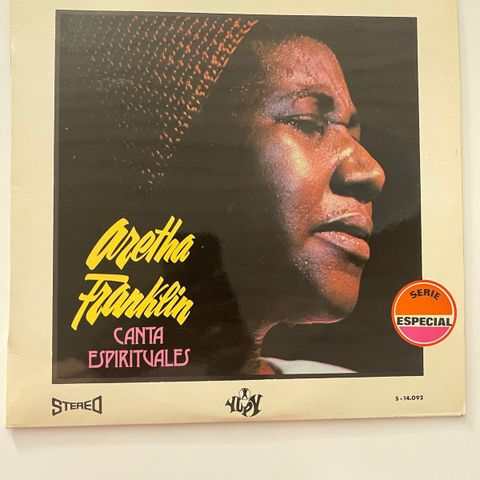 Aretha
Franklin
CANTA
ESPIRITUALES
SERIE
ESPECIAL
STEREO
S-14.092